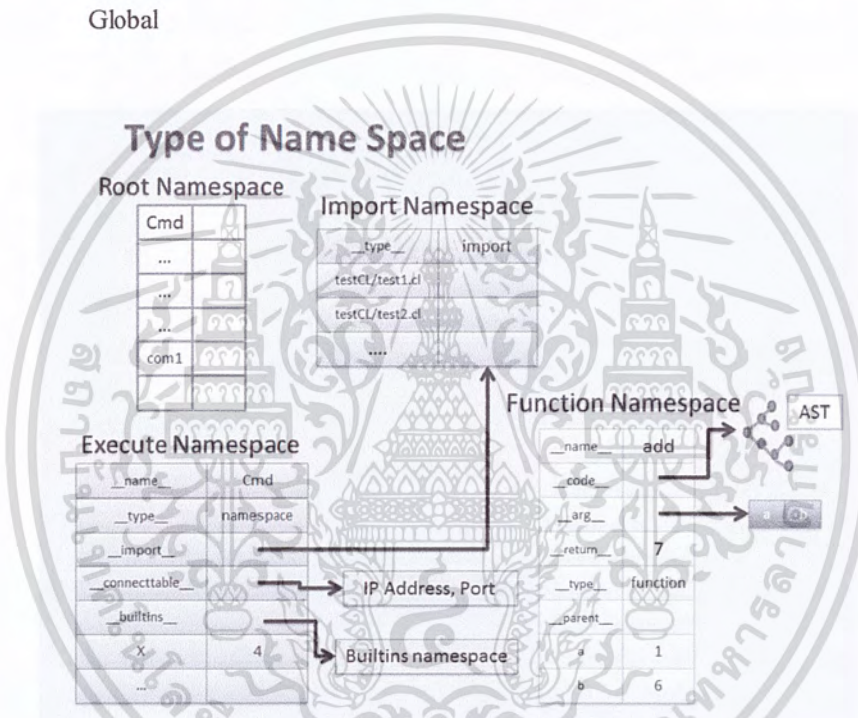 Global
Type of Name Space
Root Namespace
Cmd
...
...
...
com1
Import Namespace
__type__ import
testCL/test1.cl
testCL/test2.cl
....
Execute Namespace
__name__ Cmd
__type__ namespace
__import__
__connecttable__
__builtins__
X 4
...
IP Address, Port
Builtins namespace
Function Namespace
__name__ add
__code__
__arg__
__return__ 7
__type__ function
__parent__
a 1
b 6
AST
a b